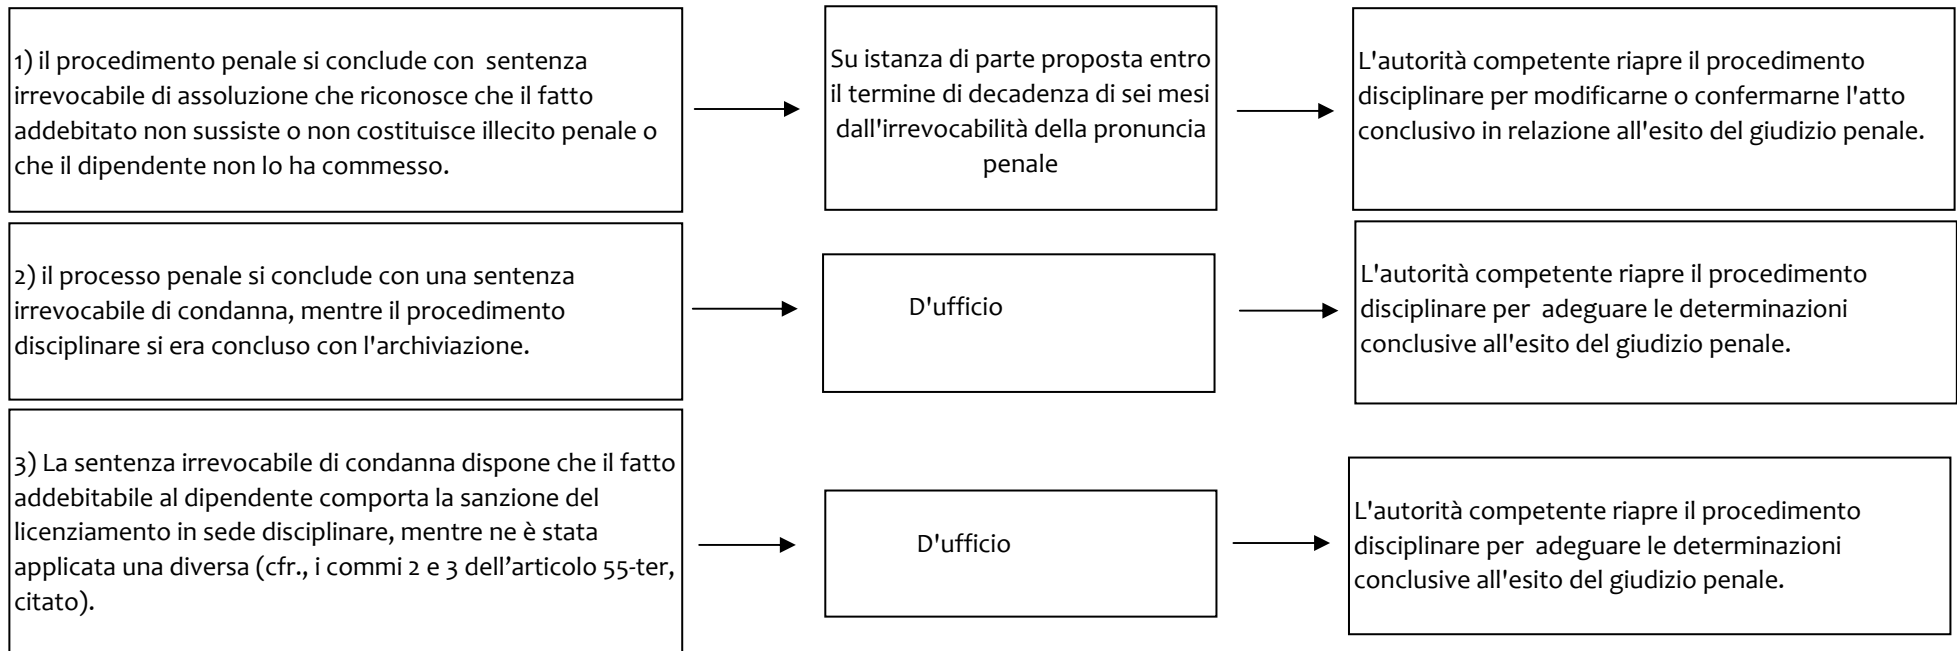 1) il procedimento penale si conclude con sentenza
irrevocabile di assoluzione che riconosce che il fatto
addebitato non sussiste o non costituisce illecito penale o
che il dipendente non lo ha commesso.
Su istanza di parte proposta entro
il termine di decadenza di sei mesi
dall'irrevocabilità della pronuncia
penale
L'autorità competente riapre il procedimento
disciplinare per modificarne o confermarne l'atto
conclusivo in relazione all'esito del giudizio penale.
2) il processo penale si conclude con una sentenza
irrevocabile di condanna, mentre il procedimento
disciplinare si era concluso con l'archiviazione.
D'ufficio
L'autorità competente riapre il procedimento
disciplinare per adeguare le determinazioni
conclusive all'esito del giudizio penale.
3) La sentenza irrevocabile di condanna dispone che il fatto
addebitabile al dipendente comporta la sanzione del
licenziamento in sede disciplinare, mentre ne è stata
applicata una diversa (cfr., i commi 2 e 3 dell’articolo 55-ter,
citato).
D'ufficio
L'autorità competente riapre il procedimento
disciplinare per adeguare le determinazioni
conclusive all'esito del giudizio penale.